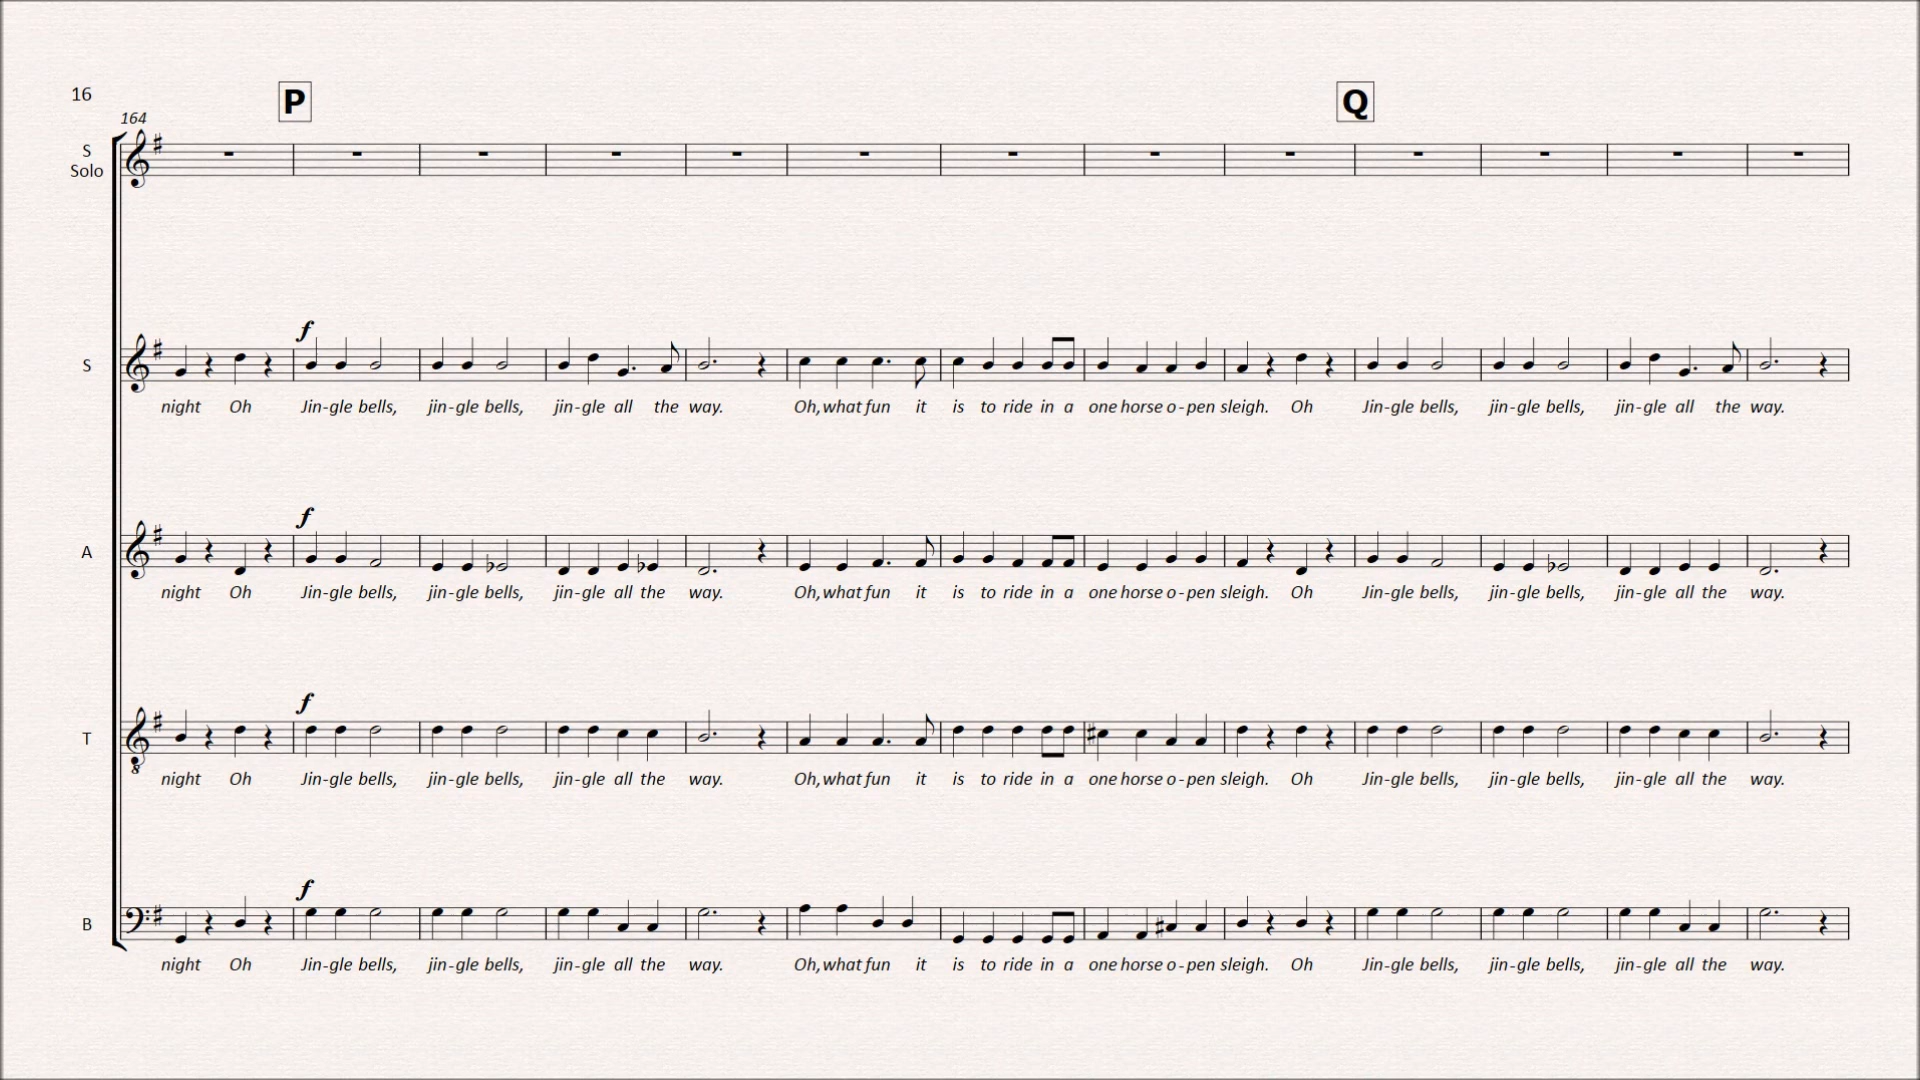 16
P
Q
164
S
Solo
f
S
night Oh Jin-gle bells, jin-gle bells, jin-gle all the way. Oh, what fun it is to ride in a one horse o-pen sleigh. Oh Jin-gle bells, jin-gle bells, jin-gle all the way.
f
A
night Oh Jin-gle bells, jin-gle bells, jin-gle all the way. Oh, what fun it is to ride in a one horse o-pen sleigh. Oh Jin-gle bells, jin-gle bells, jin-gle all the way.
f
T
8
night Oh Jin-gle bells, jin-gle bells, jin-gle all the way. Oh, what fun it is to ride in a one horse o-pen sleigh. Oh Jin-gle bells, jin-gle bells, jin-gle all the way.
f
B
night Oh Jin-gle bells, jin-gle bells, jin-gle all the way. Oh, what fun it is to ride in a one horse o-pen sleigh. Oh Jin-gle bells, jin-gle bells, jin-gle all the way.